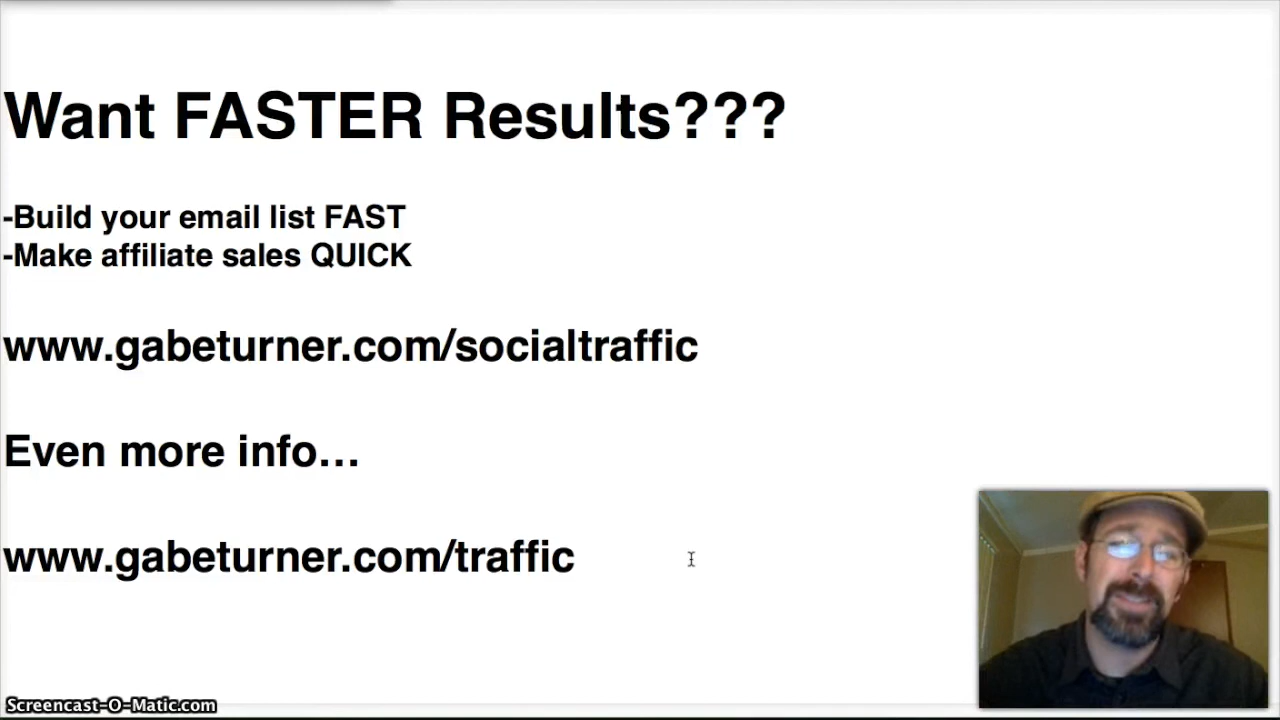 Want FASTER Results???
-Build your email list FAST
-Make affiliate sales QUICK
www.gabeturner.com/socialtraffic
Even more info…
www.gabeturner.com/traffic
Screencast-O-Matic.com